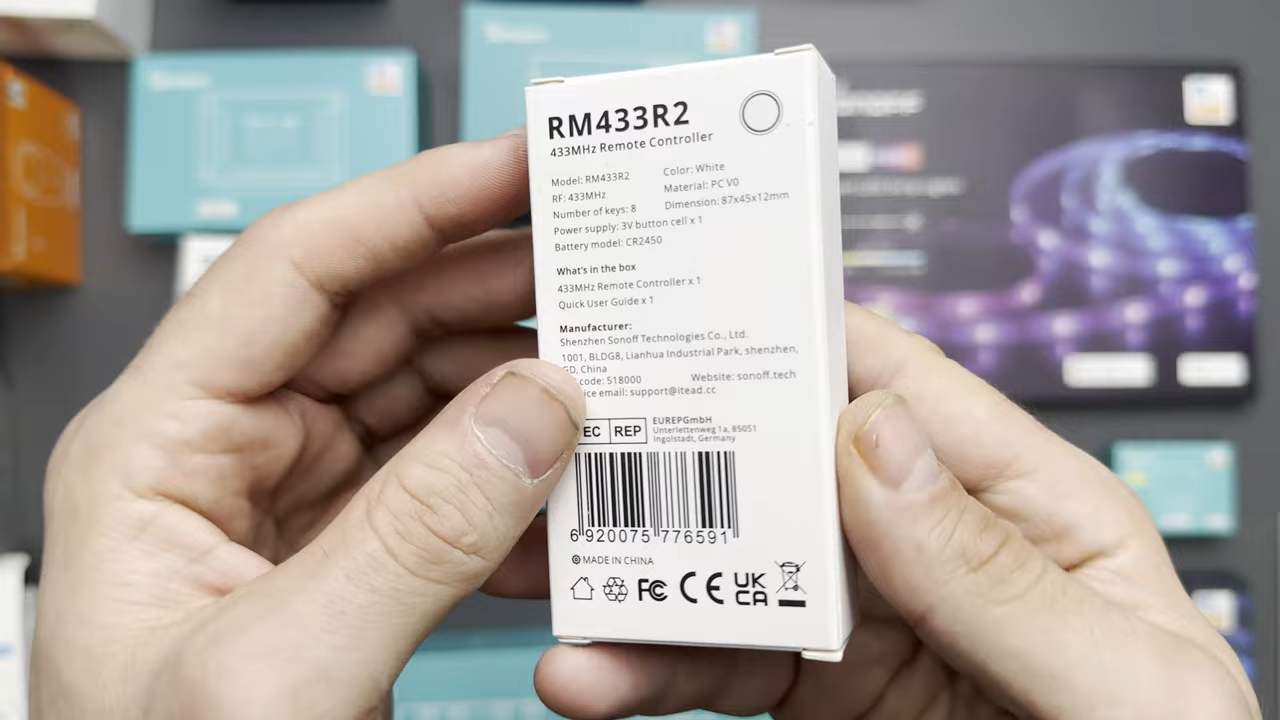 RM433R2
433MHz Remote Controller
Model: RM433R2
RF: 433MHz
Number of keys: 8
Color: White
Material: PC V0
Dimension: 87x45x12mm
Power supply: 3V button cell x 1
Battery model: CR2450
What's in the box
433MHz Remote Controller x 1
Quick User Guide x 1
Manufacturer:
Shenzhen Sonoff Technologies Co., Ltd.
1001, BLDG8, Lianhua Industrial Park, shenzhen,
GD, China
code: 518000 Website: sonoff.tech
email: support@itead.cc
EC REP
EUREPGmbH
Unterlettenweg 1a, 85051
Ingolstadt, Germany
6 920075 776591
MADE IN CHINA
FC CE UK
CA